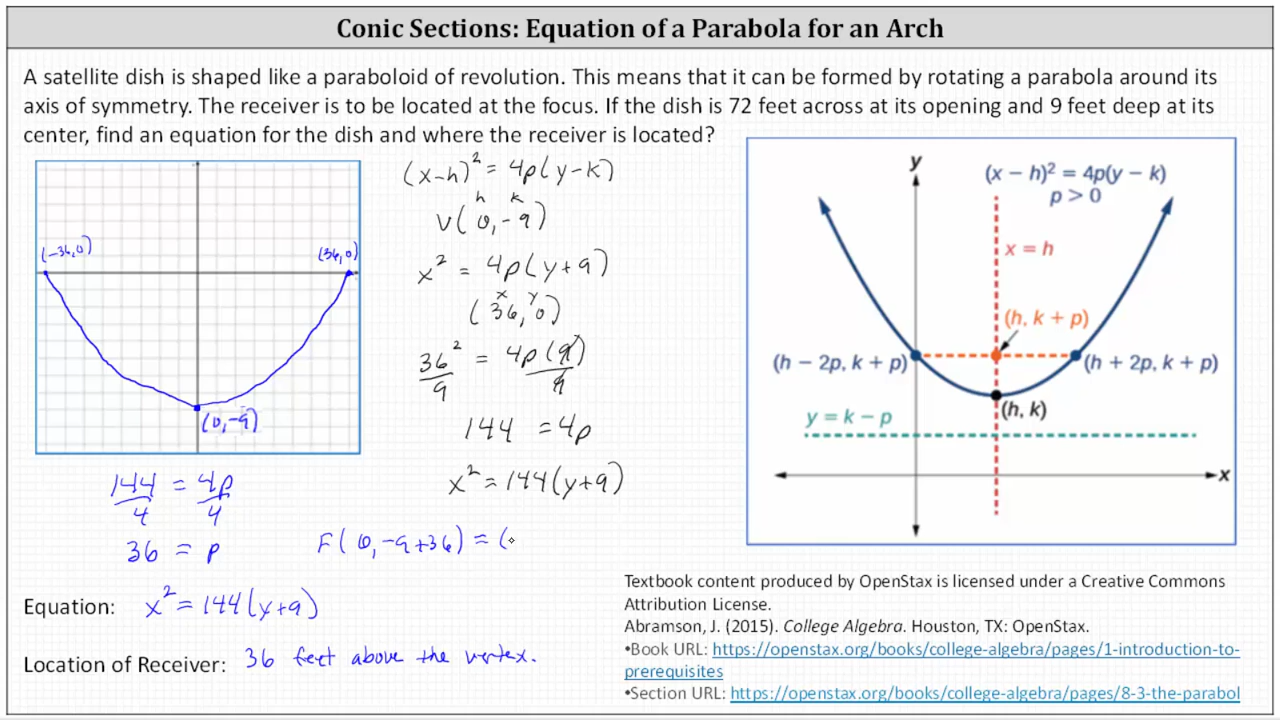 Conic Sections: Equation of a Parabola for an Arch
A satellite dish is shaped like a paraboloid of revolution. This means that it can be formed by rotating a parabola around its
axis of symmetry. The receiver is to be located at the focus. If the dish is 72 feet across at its opening and 9 feet deep at its
center, find an equation for the dish and where the receiver is located?
(-36,0)
(36,0)
(0,-9)
(x-h)² = 4p(y-k)
h k
V(0,-9)
x² = 4p(y+9)
x y
(36,0)
36² = 4p(9)
9 9
144 = 4p
x² = 144(y+9)
144 = 4p
4 4
36 = p
F(0,-9+36) = (
y
(x − h)² = 4p(y − k)
p > 0
x = h
(h, k + p)
(h − 2p, k + p)
(h + 2p, k + p)
(h, k)
y = k − p
x
Equation: x² = 144(y+9)
Location of Receiver: 36 feet above the vertex.
Textbook content produced by OpenStax is licensed under a Creative Commons
Attribution License.
Abramson, J. (2015). College Algebra. Houston, TX: OpenStax.
•Book URL: https://openstax.org/books/college-algebra/pages/1-introduction-to-
prerequisites
•Section URL: https://openstax.org/books/college-algebra/pages/8-3-the-parabol